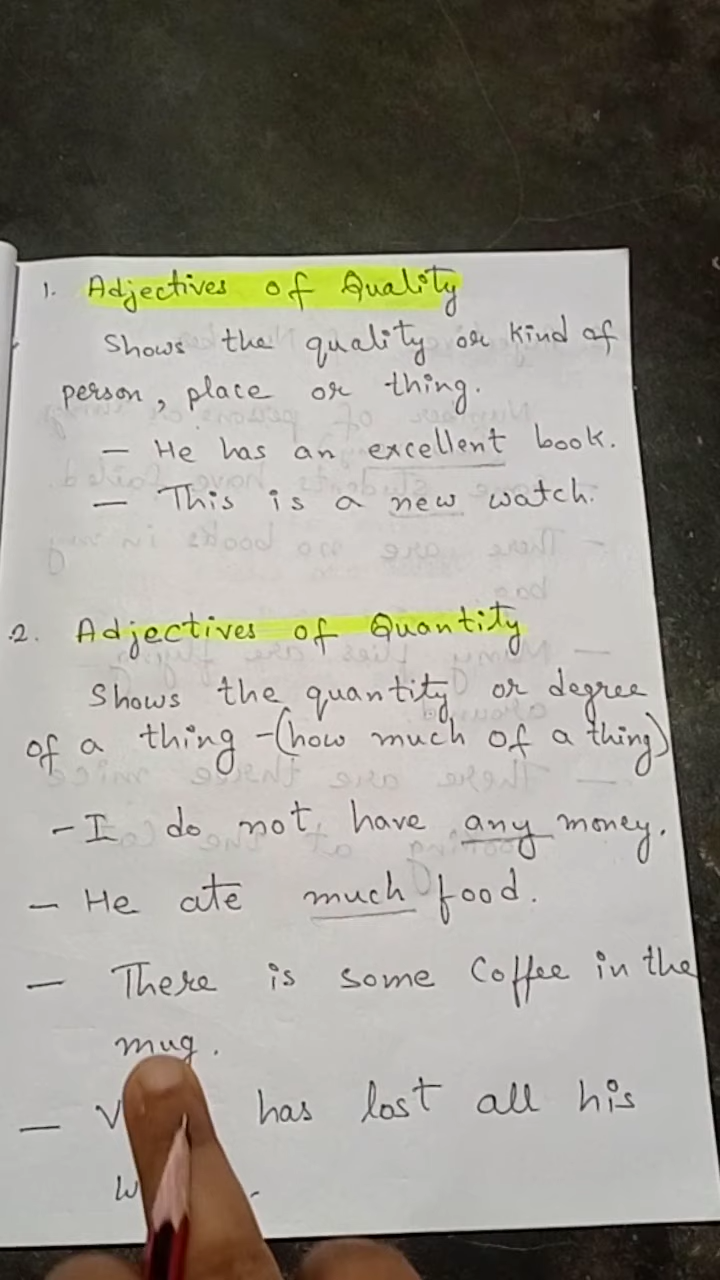 1. Adjectives of Quality
Shows the quality or kind of
person, place or thing.
- He has an excellent book.
- This is a new watch.
2. Adjectives of Quantity
Shows the quantity or degree
of a thing - (how much of a thing)
- I do not have any money.
- He ate much food.
- There is some Coffee in the
mug.
- has lost all his